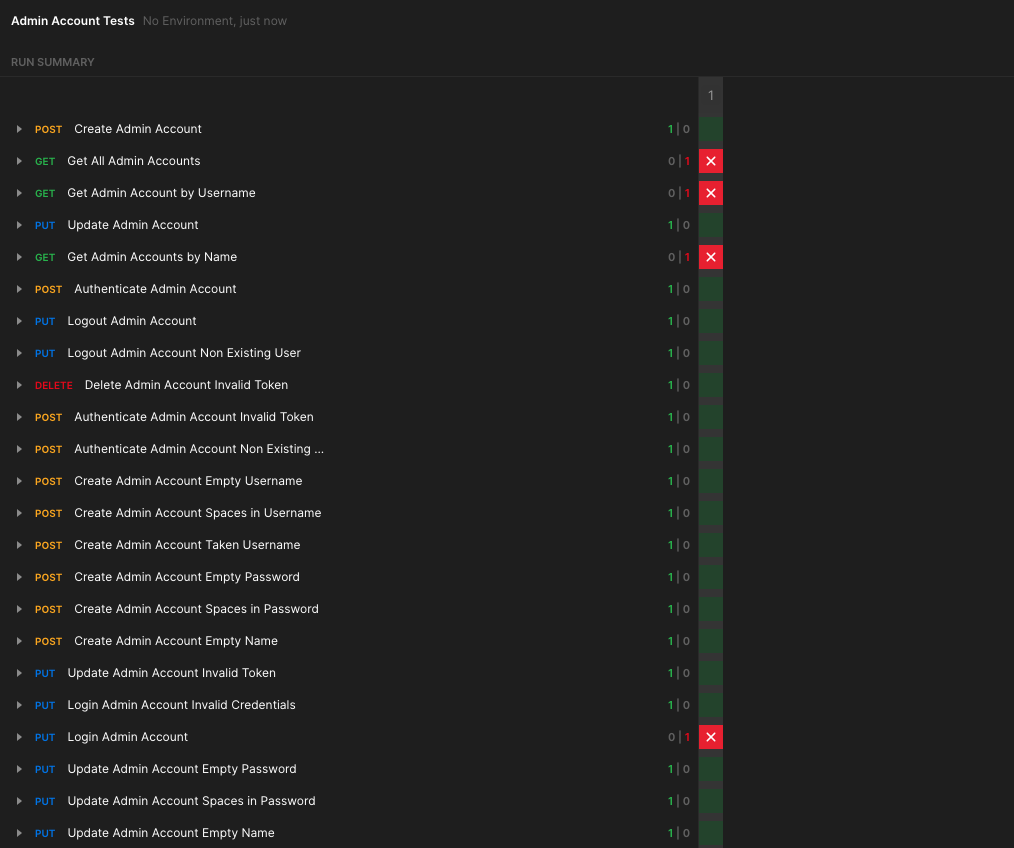 Admin Account Tests No Environment, just now
RUN SUMMARY
1
POST Create Admin Account 1 | 0
GET Get All Admin Accounts 0 | 1
GET Get Admin Account by Username 0 | 1
PUT Update Admin Account 1 | 0
GET Get Admin Accounts by Name 0 | 1
POST Authenticate Admin Account 1 | 0
PUT Logout Admin Account 1 | 0
PUT Logout Admin Account Non Existing User 1 | 0
DELETE Delete Admin Account Invalid Token 1 | 0
POST Authenticate Admin Account Invalid Token 1 | 0
POST Authenticate Admin Account Non Existing ... 1 | 0
POST Create Admin Account Empty Username 1 | 0
POST Create Admin Account Spaces in Username 1 | 0
POST Create Admin Account Taken Username 1 | 0
POST Create Admin Account Empty Password 1 | 0
POST Create Admin Account Spaces in Password 1 | 0
POST Create Admin Account Empty Name 1 | 0
PUT Update Admin Account Invalid Token 1 | 0
PUT Login Admin Account Invalid Credentials 1 | 0
PUT Login Admin Account 0 | 1
PUT Update Admin Account Empty Password 1 | 0
PUT Update Admin Account Spaces in Password 1 | 0
PUT Update Admin Account Empty Name 1 | 0